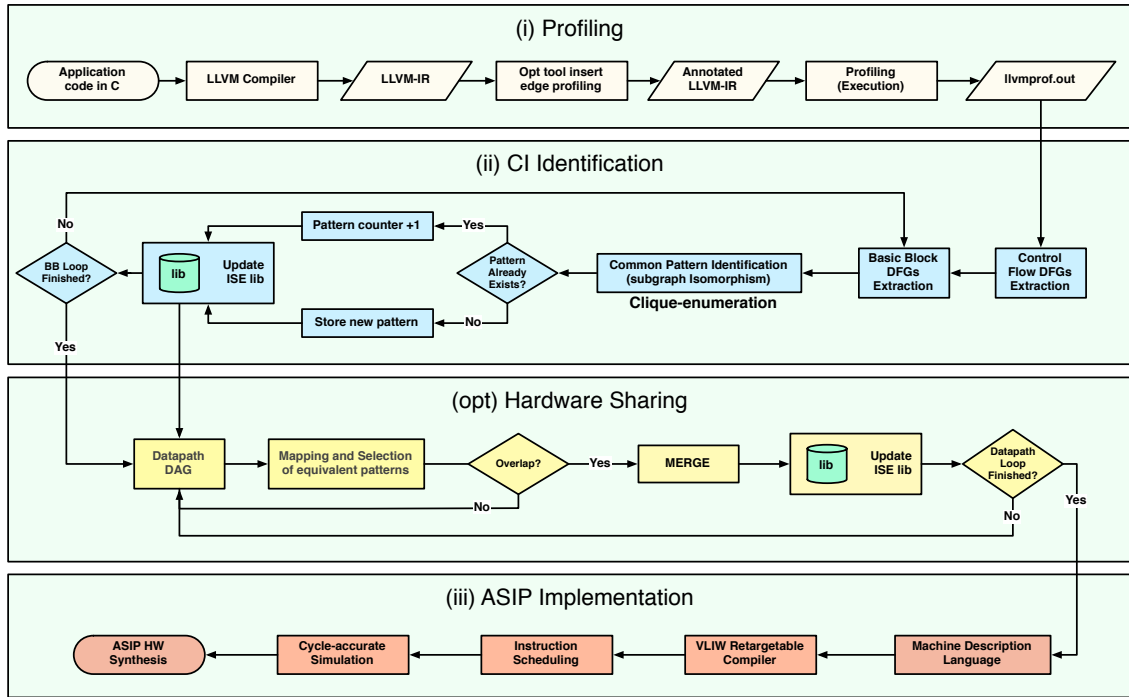 (i) Profiling
Application
code in C
LLVM Compiler
LLVM-IR
Opt tool insert
edge profiling
Annotated
LLVM-IR
Profiling
(Execution)
llvmprof.out
(ii) CI Identification
No
BB Loop
Finished?
Yes
lib
Update
ISE lib
Pattern counter +1
Store new pattern
Yes
Pattern
Already
Exists?
No
Common Pattern Identification
(subgraph Isomorphism)
Clique-enumeration
Basic Block
DFGs
Extraction
Control
Flow DFGs
Extraction
(opt) Hardware Sharing
Datapath
DAG
Mapping and Selection
of equivalent patterns
Overlap?
Yes
No
MERGE
lib
Update
ISE lib
Datapath
Loop
Finished?
Yes
No
(iii) ASIP Implementation
ASIP HW
Synthesis
Cycle-accurate
Simulation
Instruction
Scheduling
VLIW Retargetable
Compiler
Machine Description
Language